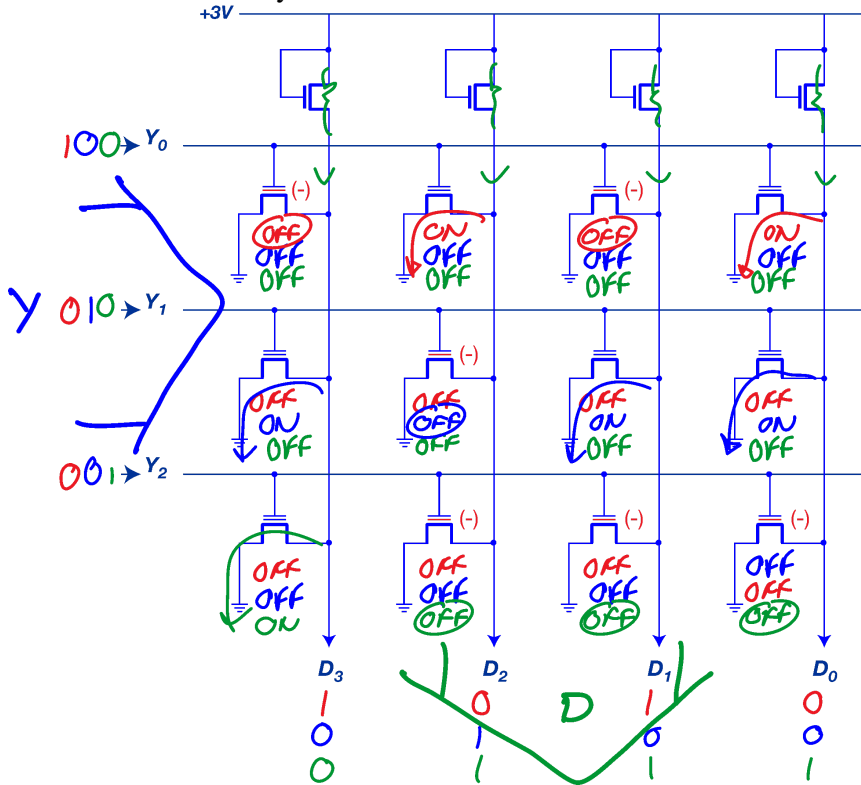 +3V
100 Y0
(-) (-)
OFF ON OFF ON
OFF OFF OFF OFF
OFF OFF OFF OFF
Y 010 Y1
(-)
OFF OFF OFF OFF
ON OFF ON ON
OFF OFF OFF OFF
001 Y2
(-) (-) (-)
OFF OFF OFF OFF
OFF OFF OFF OFF
ON OFF OFF OFF
D3 D2 D1 D0
1 0 D 1 0
0 1 0 0
0 1 1 1